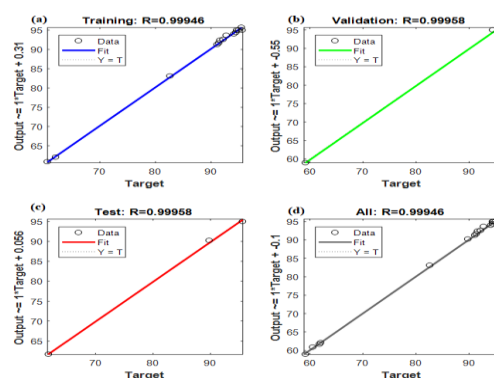 (a) Training: R=0.99946
Output ~= 1*Target + 0.31
95
90
85
80
75
70
65
Data
Fit
Y = T
70
80
90
Target
(b) Validation: R=0.99958
Output ~= 1*Target + -0.55
95
90
85
80
75
70
65
60
Data
Fit
Y = T
60
70
80
90
Target
(c) Test: R=0.99958
Output ~= 1*Target + 0.056
95
90
85
80
75
70
65
Data
Fit
Y = T
70
80
90
Target
(d) All: R=0.99946
Output ~= 1*Target + -0.1
95
90
85
80
75
70
65
60
Data
Fit
Y = T
60
70
80
90
Target